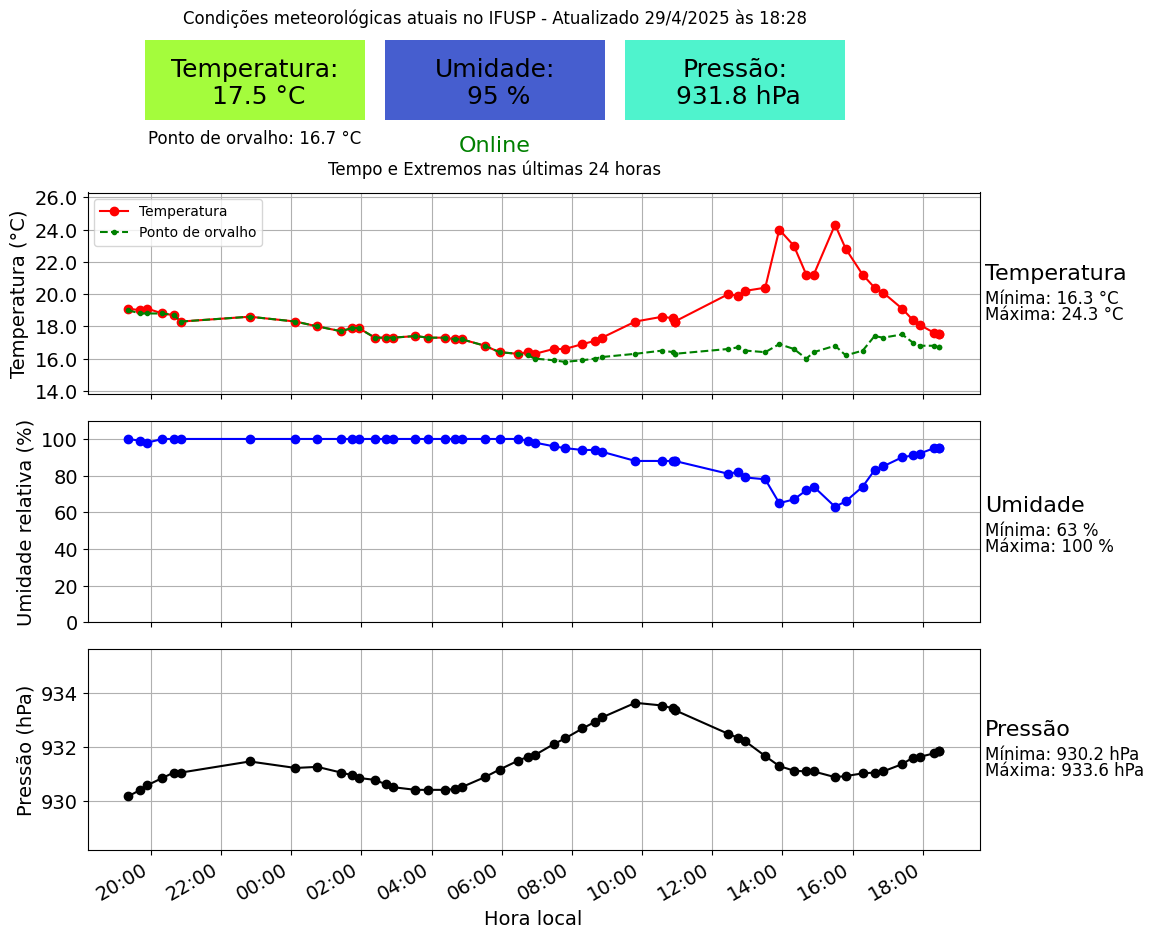 Condições meteorológicas atuais no IFUSP - Atualizado 29/4/2025 às 18:28
Temperatura:
17.5 °C
Umidade:
95 %
Pressão:
931.8 hPa
Ponto de orvalho: 16.7 °C
Online
Tempo e Extremos nas últimas 24 horas
Temperatura (°C)
26.0
24.0
22.0
20.0
18.0
16.0
14.0
Temperatura
Ponto de orvalho
Temperatura
Mínima: 16.3 °C
Máxima: 24.3 °C
Umidade relativa (%)
100
80
60
40
20
0
Umidade
Mínima: 63 %
Máxima: 100 %
Pressão (hPa)
934
932
930
Pressão
Mínima: 930.2 hPa
Máxima: 933.6 hPa
20:00
22:00
00:00
02:00
04:00
06:00
08:00
10:00
12:00
14:00
16:00
18:00
Hora local